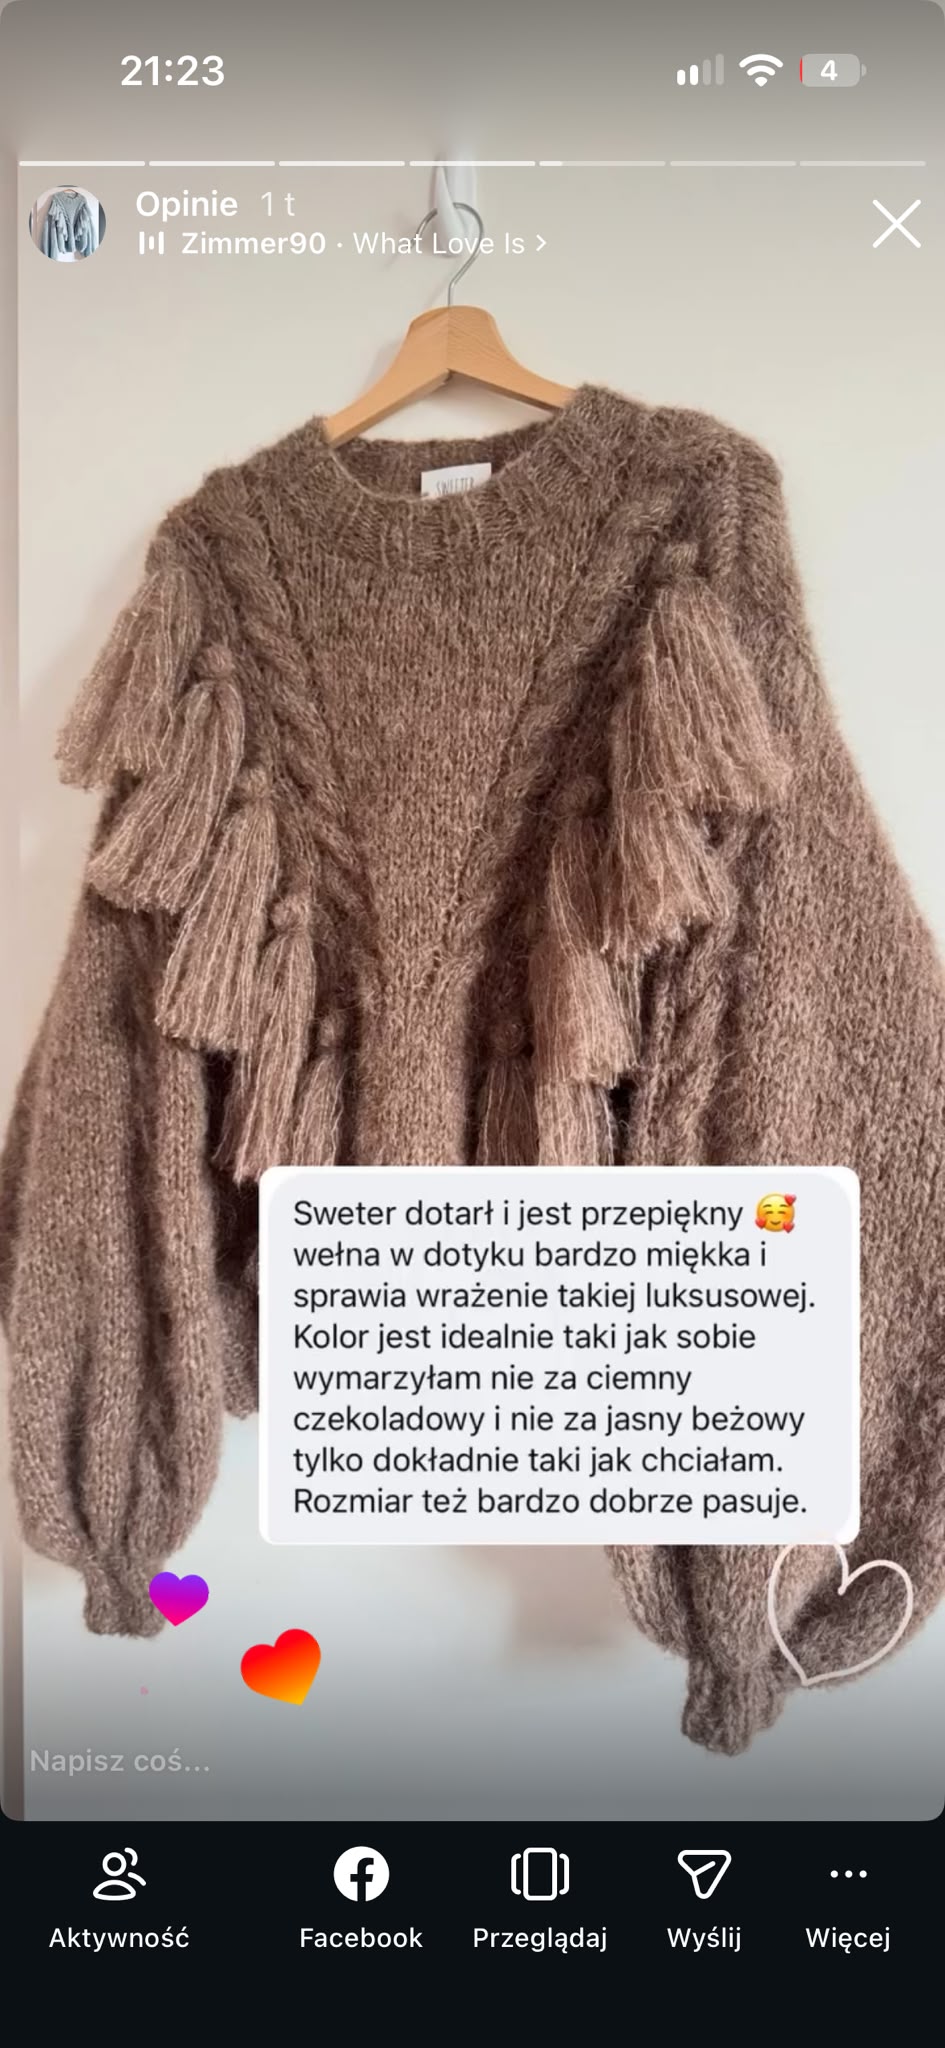 21:23
4
Opinie 1 t
Zimmer90 · What Love Is >
SWEETER
Sweter dotarł i jest przepiękny 🥰
wełna w dotyku bardzo miękka i
sprawia wrażenie takiej luksusowej.
Kolor jest idealnie taki jak sobie
wymarzyłam nie za ciemny
czekoladowy i nie za jasny beżowy
tylko dokładnie taki jak chciałam.
Rozmiar też bardzo dobrze pasuje.
Napisz coś...
Aktywność Facebook Przeglądaj Wyślij Więcej